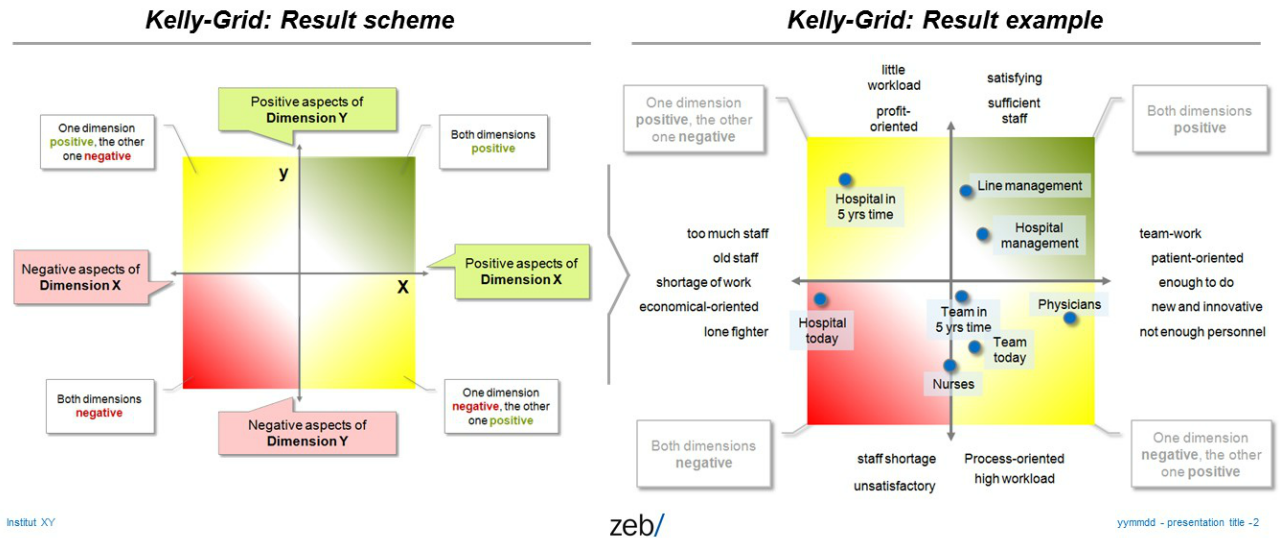 Kelly-Grid: Result scheme
Positive aspects of
Dimension Y
One dimension
positive, the other
one negative
Both dimensions
positive
y
Negative aspects of
Dimension X
Positive aspects of
Dimension X
X
Both dimensions
negative
Negative aspects of
Dimension Y
One dimension
negative, the other
one positive
Kelly-Grid: Result example
One dimension
positive, the other
one negative
little
workload
profit-
oriented
satisfying
sufficient
staff
Both dimensions
positive
Hospital in
5 yrs time
Line management
Hospital
management
too much staff
old staff
shortage of work
economical-oriented
lone fighter
team-work
patient-oriented
enough to do
new and innovative
not enough personnel
Hospital
today
Team in
5 yrs time
Physicians
Team
today
Nurses
Both dimensions
negative
staff shortage
unsatisfactory
Process-oriented
high workload
One dimension
negative, the other
one positive
Institut XY
zeb/
yymmdd - presentation title -2